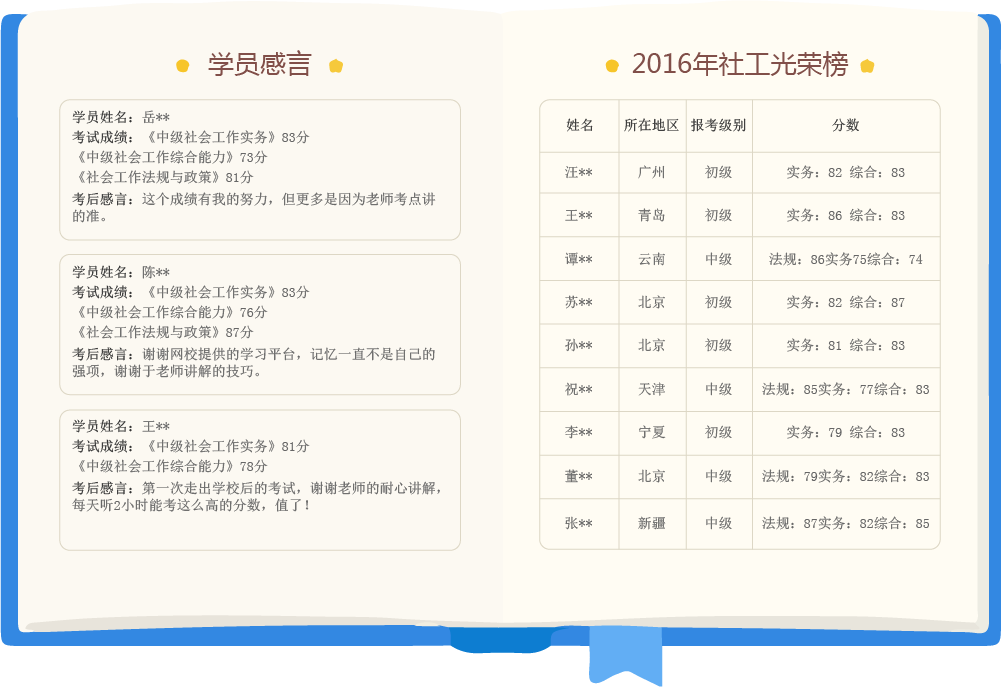 学员感言
学员姓名：岳**
考试成绩：《中级社会工作实务》83分
《中级社会工作综合能力》73分
《社会工作法规与政策》81分
考后感言：这个成绩有我的努力，但更多是因为老师考点讲
的准。
学员姓名：陈**
考试成绩：《中级社会工作实务》83分
《中级社会工作综合能力》76分
《社会工作法规与政策》87分
考后感言：谢谢网校提供的学习平台，记忆一直不是自己的
强项，谢谢于老师讲解的技巧。
学员姓名：王**
考试成绩：《中级社会工作实务》81分
《中级社会工作综合能力》78分
考后感言：第一次走出学校后的考试，谢谢老师的耐心讲解，
每天听2小时能考这么高的分数，值了！
2016年社工光荣榜
姓名 所在地区 报考级别 分数
汪** 广州 初级 实务：82 综合：83
王** 青岛 初级 实务：86 综合：83
谭** 云南 中级 法规：86实务75综合：74
苏** 北京 初级 实务：82 综合：87
孙** 北京 初级 实务：81 综合：83
祝** 天津 中级 法规：85实务：77综合：83
李** 宁夏 初级 实务：79 综合：83
董** 北京 中级 法规：79实务：82综合：83
张** 新疆 中级 法规：87实务：82综合：85